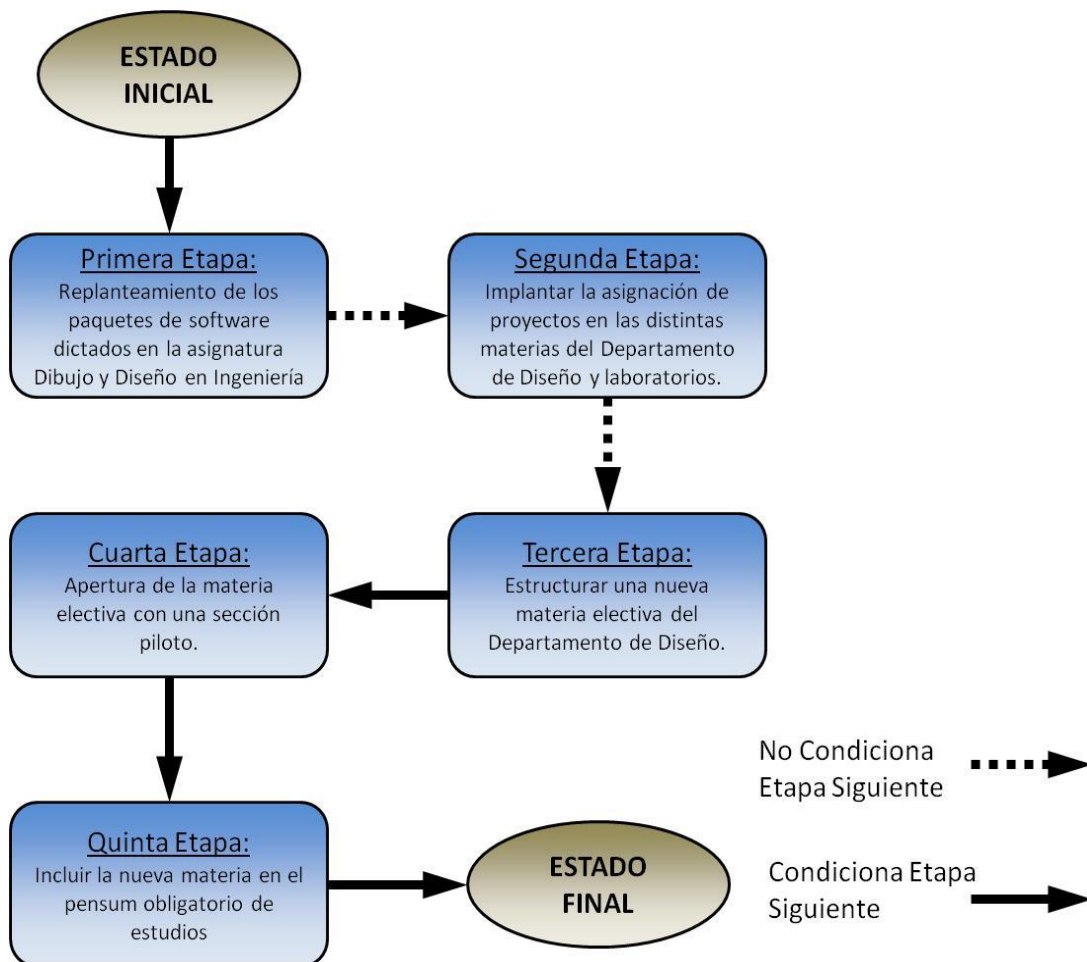 ESTADO
INICIAL
Primera Etapa:
Replanteamiento de los
paquetes de software
dictados en la asignatura
Dibujo y Diseño en Ingeniería
Segunda Etapa:
Implantar la asignación de
proyectos en las distintas
materias del Departamento
de Diseño y laboratorios.
Tercera Etapa:
Estructurar una nueva
materia electiva del
Departamento de Diseño.
Cuarta Etapa:
Apertura de la materia
electiva con una sección
piloto.
Quinta Etapa:
Incluir la nueva materia en el
pensum obligatorio de
estudios
ESTADO
FINAL
No Condiciona
Etapa Siguiente
Condiciona Etapa
Siguiente